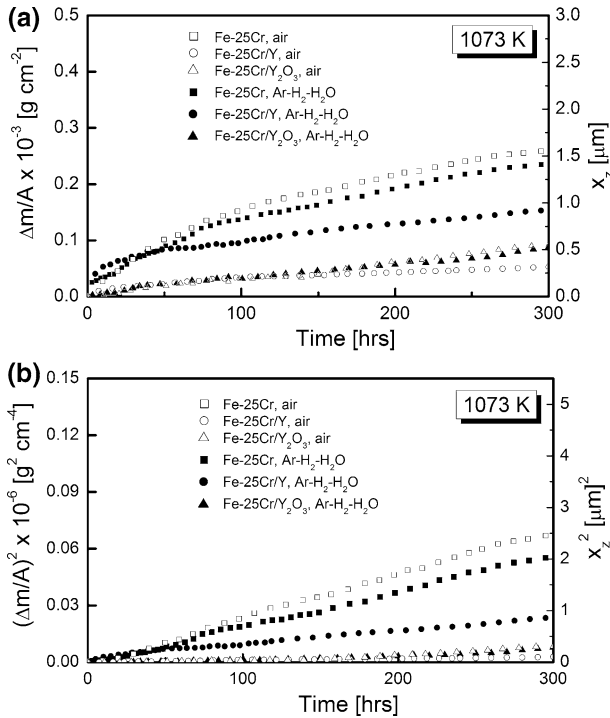 (a)
1073 K
Fe-25Cr, air
Fe-25Cr/Y, air
Fe-25Cr/Y₂O₃, air
Fe-25Cr, Ar-H₂-H₂O
Fe-25Cr/Y, Ar-H₂-H₂O
Fe-25Cr/Y₂O₃, Ar-H₂-H₂O
Δm/A x 10⁻³ [g cm⁻²]
0.5
0.4
0.3
0.2
0.1
0.0
3.0
2.5
2.0
1.5
1.0
0.5
0.0
x_z [μm]
0
100
200
300
Time [hrs]
(b)
1073 K
Fe-25Cr, air
Fe-25Cr/Y, air
Fe-25Cr/Y₂O₃, air
Fe-25Cr, Ar-H₂-H₂O
Fe-25Cr/Y, Ar-H₂-H₂O
Fe-25Cr/Y₂O₃, Ar-H₂-H₂O
(Δm/A)² x 10⁻⁶ [g² cm⁻⁴]
0.15
0.12
0.09
0.06
0.03
0.00
5
4
3
2
1
0
x_z² [μm]²
0
100
200
300
Time [hrs]